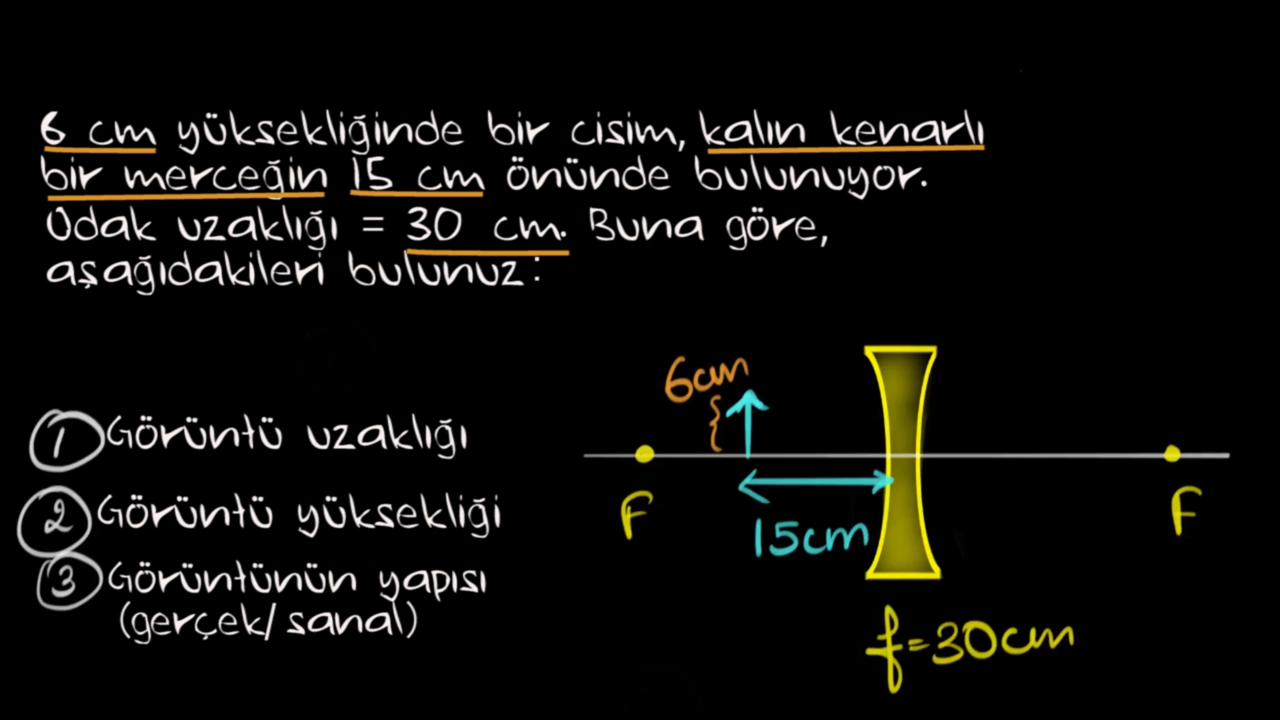 6 cm yüksekliğinde bir cisim, kalın kenarlı
bir merceğin 15 cm önünde bulunuyor.
Odak uzaklığı = 30 cm. Buna göre,
aşağıdakileri bulunuz:
1 Görüntü uzaklığı
2 Görüntü yüksekliği
3 Görüntünün yapısı
(gerçek/sanal)
6cm
F
15cm
F
f=30cm